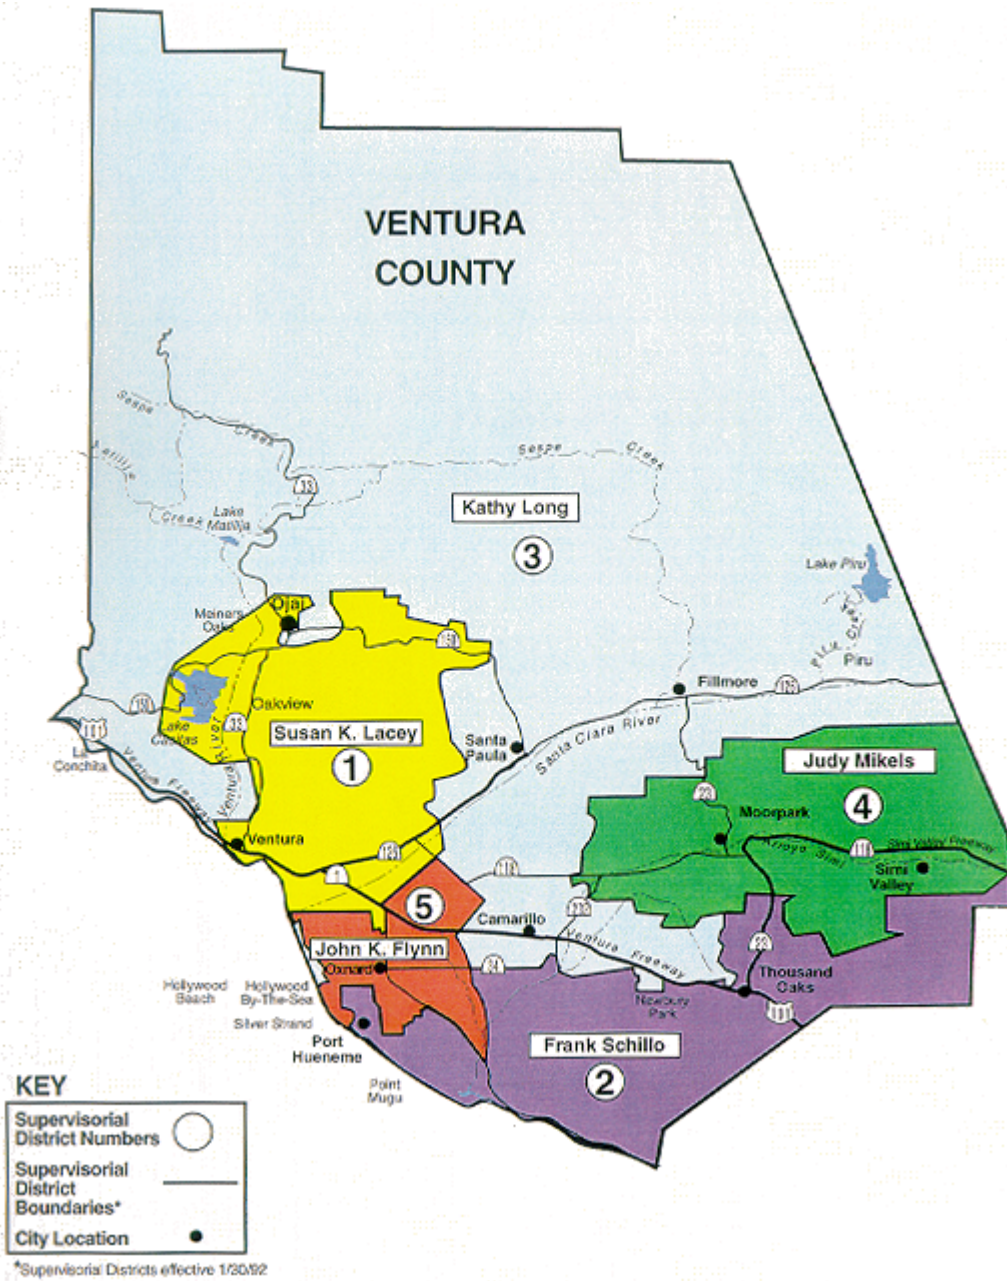 VENTURA
COUNTY
Sespe
Creek
Sespe
Creek
Matilija
Creek
33
Lake
Matilija
Kathy Long
3
Lake Piru
Piru Creek
Piru
Meiners
Oaks
Ojai
150
Fillmore
126
Oakview
33
150
101
Lake
Casitas
Ventura River
Susan K. Lacey
1
Santa
Paula
Santa Clara River
La
Conchita
Ventura Freeway
Judy Mikels
4
23
Moorpark
Arroyo Simi
118
Simi Valley Freeway
Simi
Valley
Ventura
126
1
118
5
Camarillo
Ventura Freeway
23
John K. Flynn
Oxnard
34
Thousand
Oaks
101
Newbury
Park
Hollywood
Beach
Hollywood
By-The-Sea
Silver Strand
Port
Hueneme
Frank Schillo
2
Point
Mugu
KEY
Supervisorial
District Numbers
Supervisorial
District
Boundaries*
City Location
*Supervisorial Districts effective 1/30/92